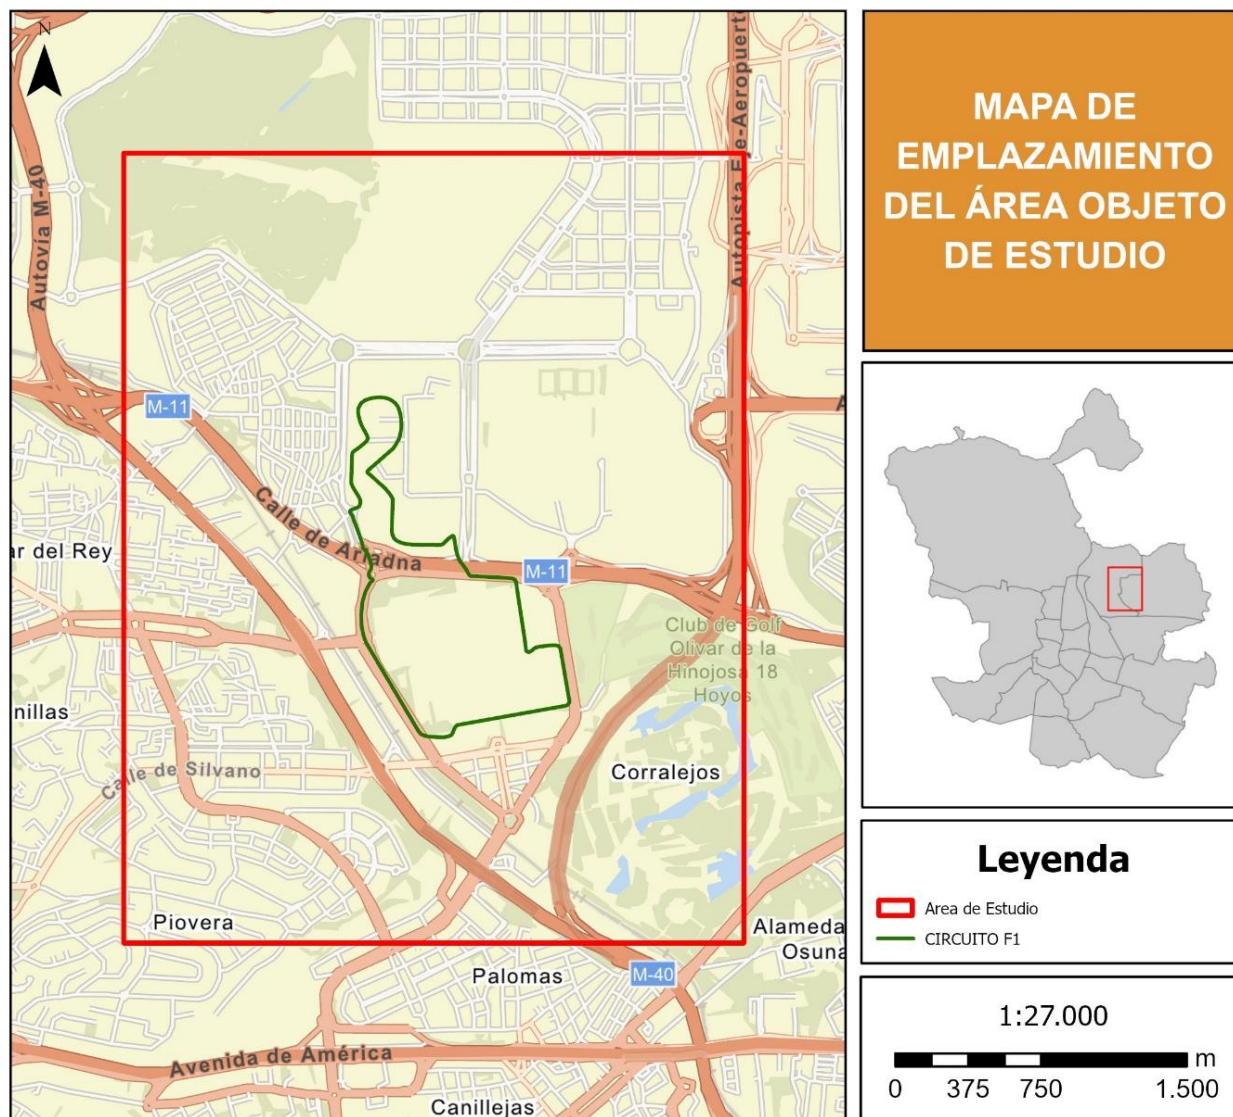 N
Autovía M-40
Autopista Eje-Aeropuerto
M-11
Calle de Ariadna
M-11
ar del Rey
Club de Golf
Olivar de la
Hinojosa 18
Hoyos
nillas
Calle de Silvano
Corralejos
Piovera
Alameda
Osuna
Palomas
M-40
Avenida de América
Canillejas
MAPA DE
EMPLAZAMIENTO
DEL ÁREA OBJETO
DE ESTUDIO
Leyenda
Area de Estudio
CIRCUITO F1
1:27.000
m
0 375 750 1.500